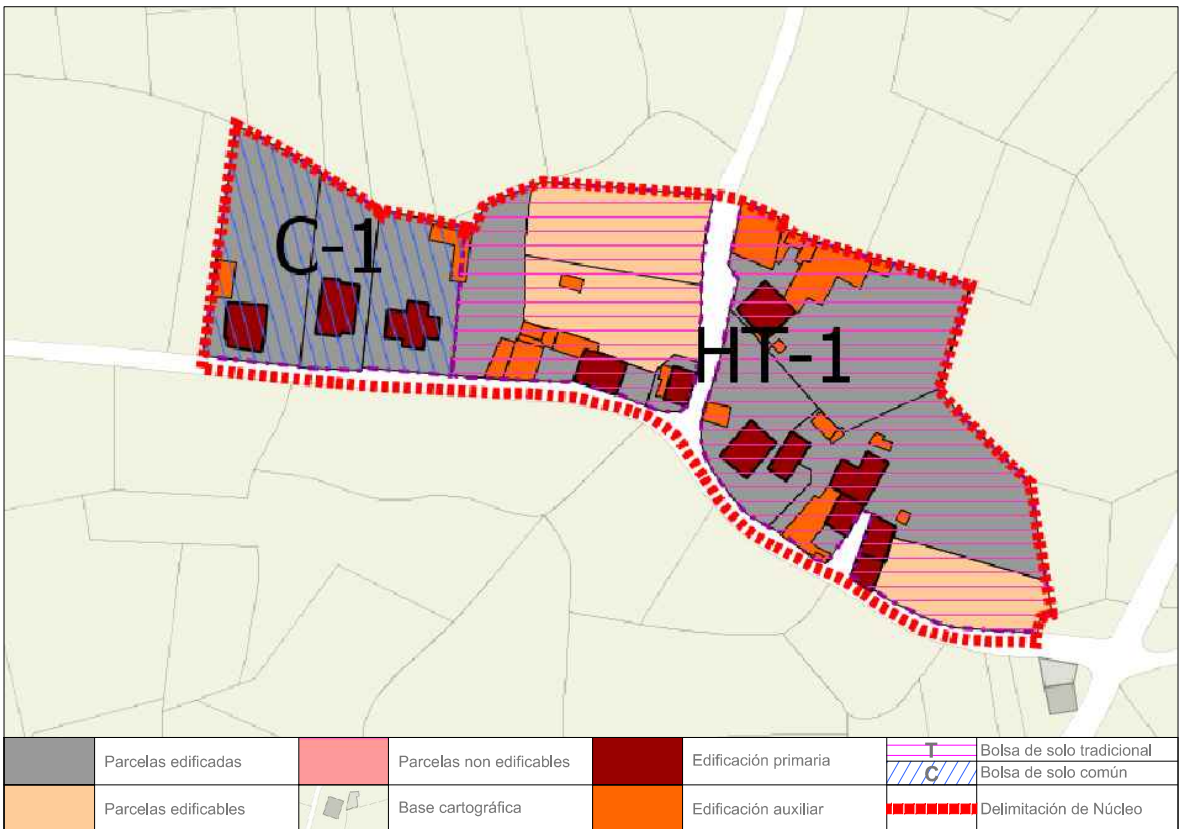 C-1
HT-1
Parcelas edificadas
Parcelas non edificables
Edificación primaria
T
Bolsa de solo tradicional
C
Bolsa de solo común
Parcelas edificables
Base cartográfica
Edificación auxiliar
Delimitación de Núcleo